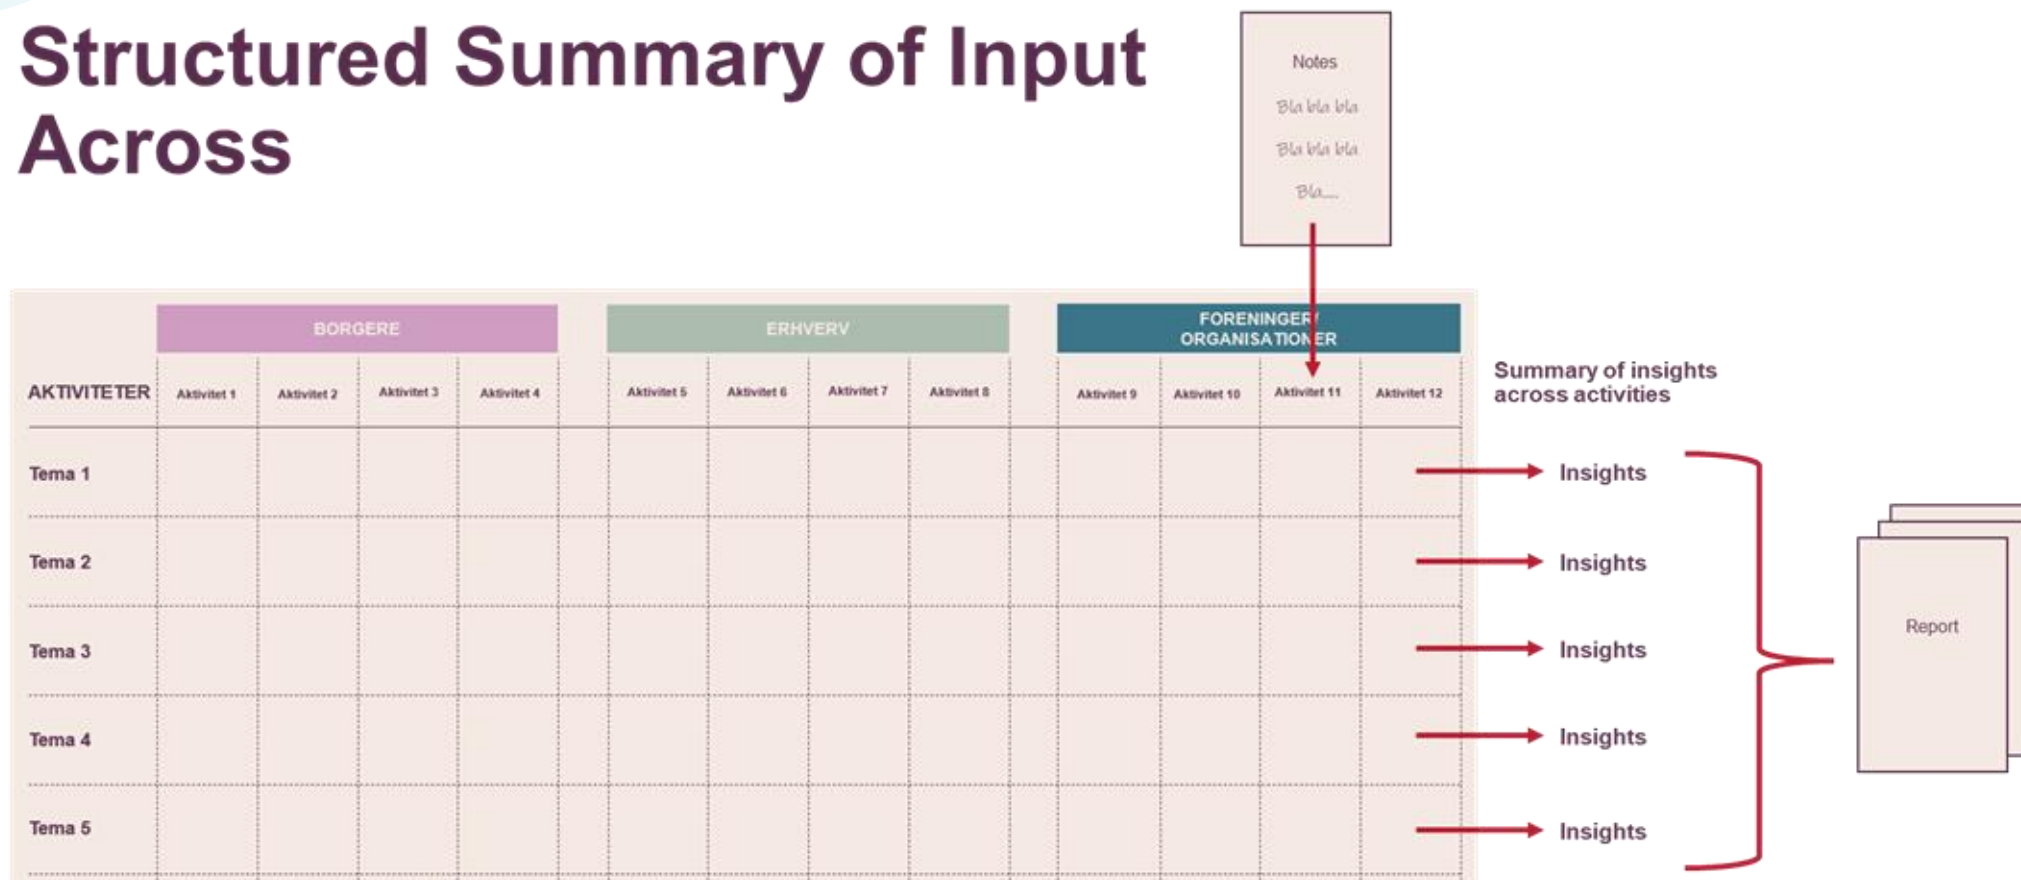 Structured Summary of Input
Across
Notes
Bla bla bla
Bla bla bla
Bla....
BORGERE
ERHVERV
FORENINGER/
ORGANISATIONER
AKTIVITETER
Aktivitet 1
Aktivitet 2
Aktivitet 3
Aktivitet 4
Aktivitet 5
Aktivitet 6
Aktivitet 7
Aktivitet 8
Aktivitet 9
Aktivitet 10
Aktivitet 11
Aktivitet 12
Summary of insights
across activities
Tema 1
Insights
Tema 2
Insights
Tema 3
Insights
Tema 4
Insights
Tema 5
Insights
Report